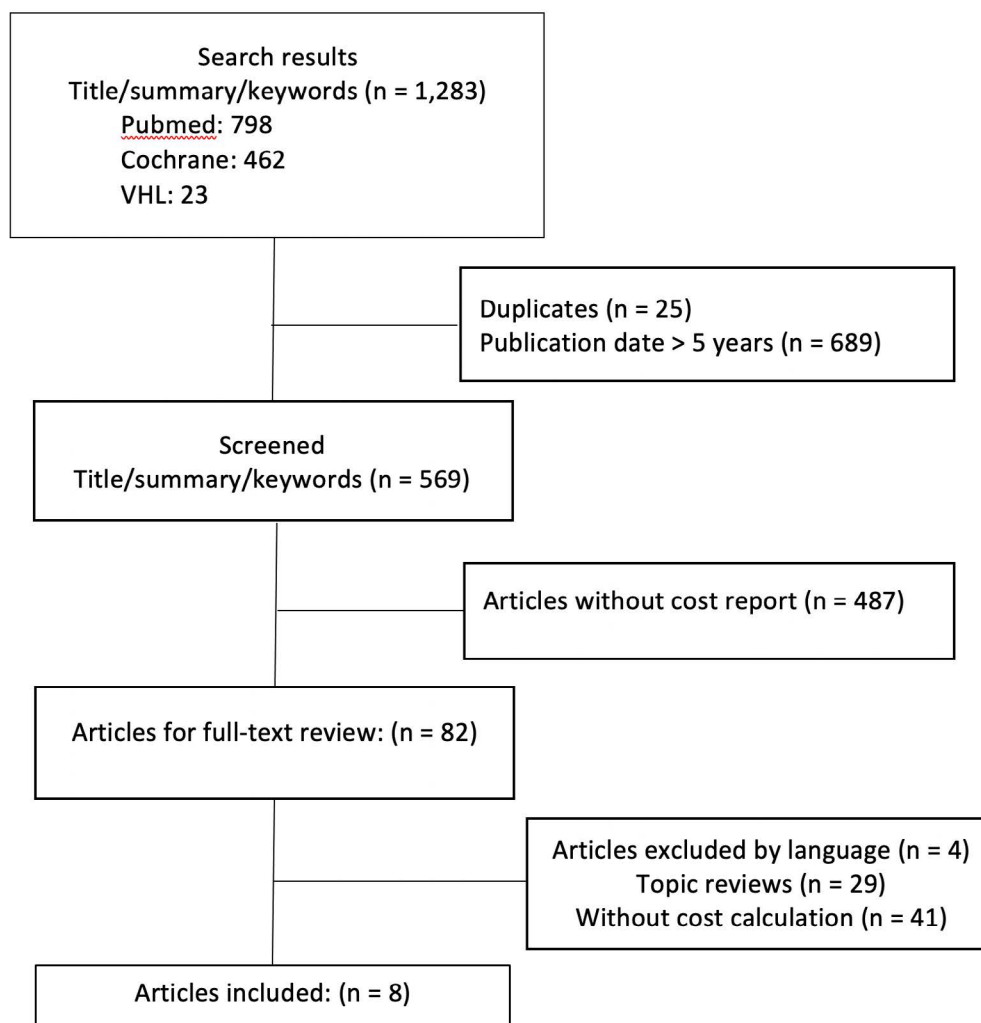 Search results
Title/summary/keywords (n = 1,283)
Pubmed: 798
Cochrane: 462
VHL: 23
Duplicates (n = 25)
Publication date > 5 years (n = 689)
Screened
Title/summary/keywords (n = 569)
Articles without cost report (n = 487)
Articles for full-text review: (n = 82)
Articles excluded by language (n = 4)
Topic reviews (n = 29)
Without cost calculation (n = 41)
Articles included: (n = 8)